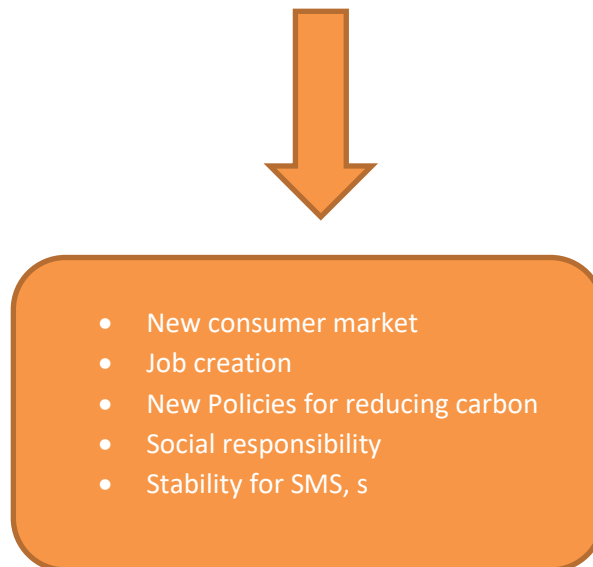 • New consumer market
• Job creation
• New Policies for reducing carbon
• Social responsibility
• Stability for SMS, s